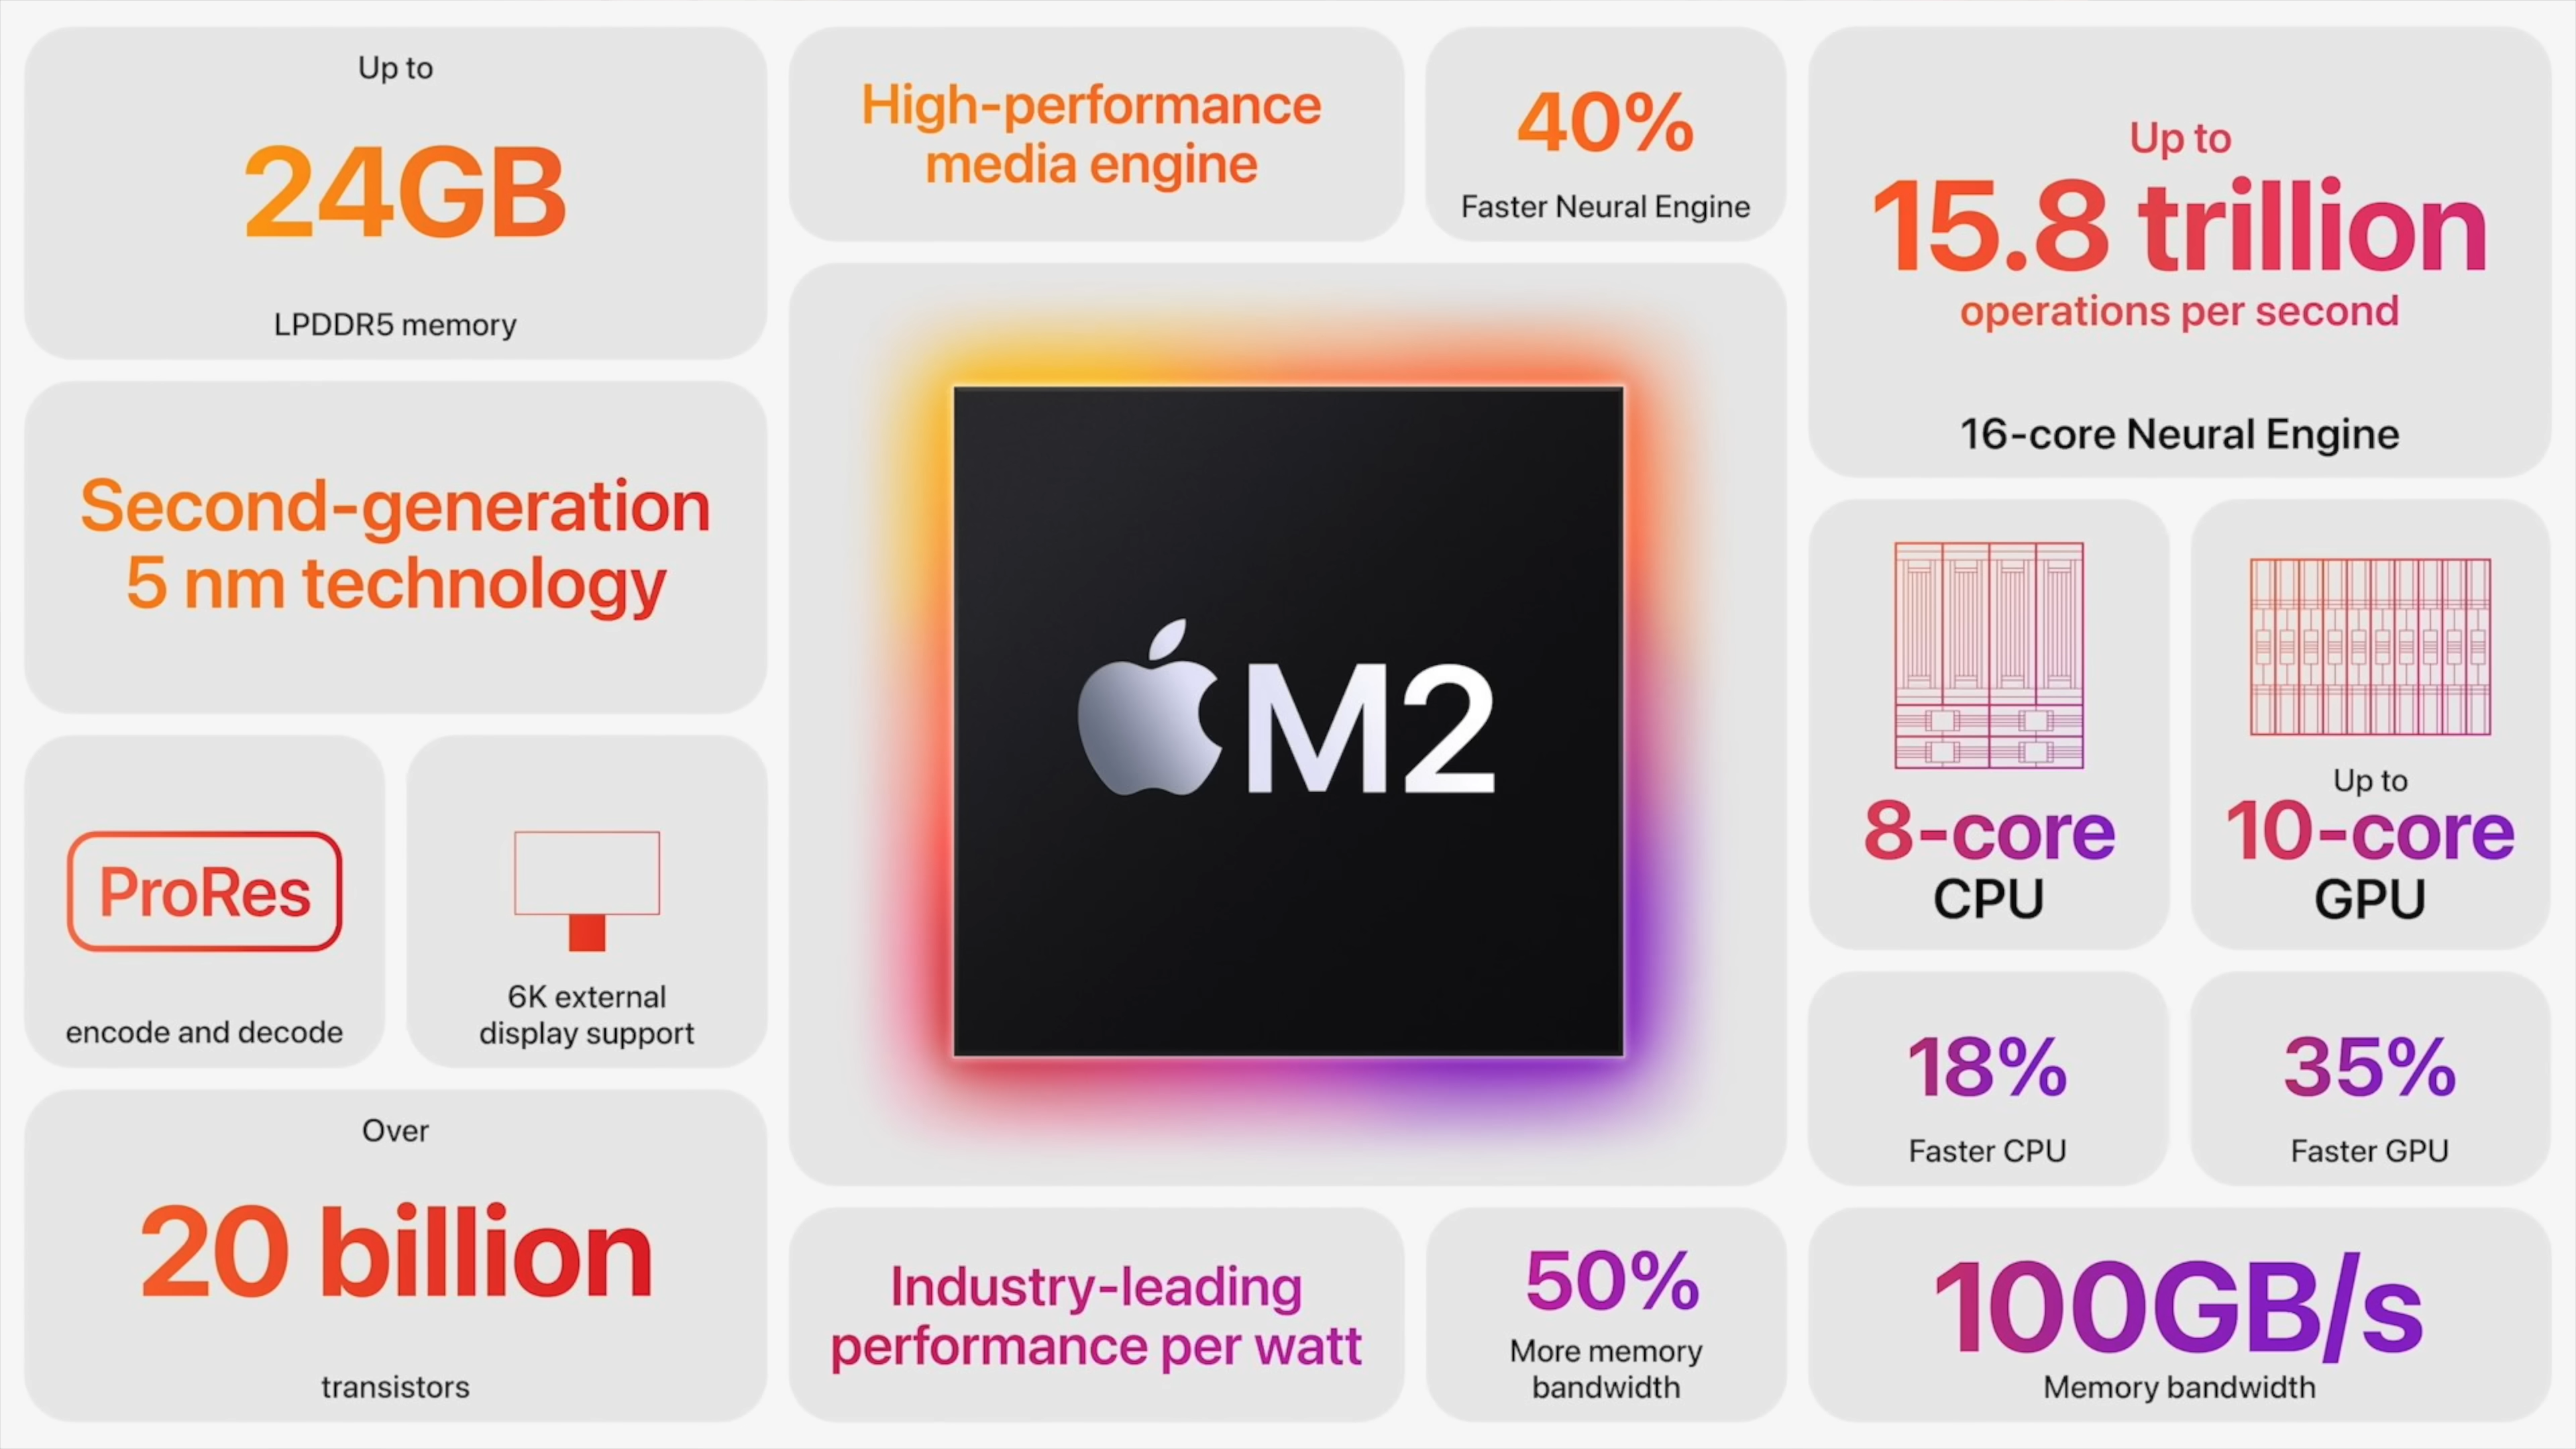 Up to
24GB
LPDDR5 memory
High-performance
media engine
40%
Faster Neural Engine
Up to
15.8 trillion
operations per second
16-core Neural Engine
Second-generation
5 nm technology
M2
8-core
CPU
Up to
10-core
GPU
ProRes
encode and decode
6K external
display support
18%
Faster CPU
35%
Faster GPU
Over
20 billion
transistors
Industry-leading
performance per watt
50%
More memory
bandwidth
100GB/s
Memory bandwidth